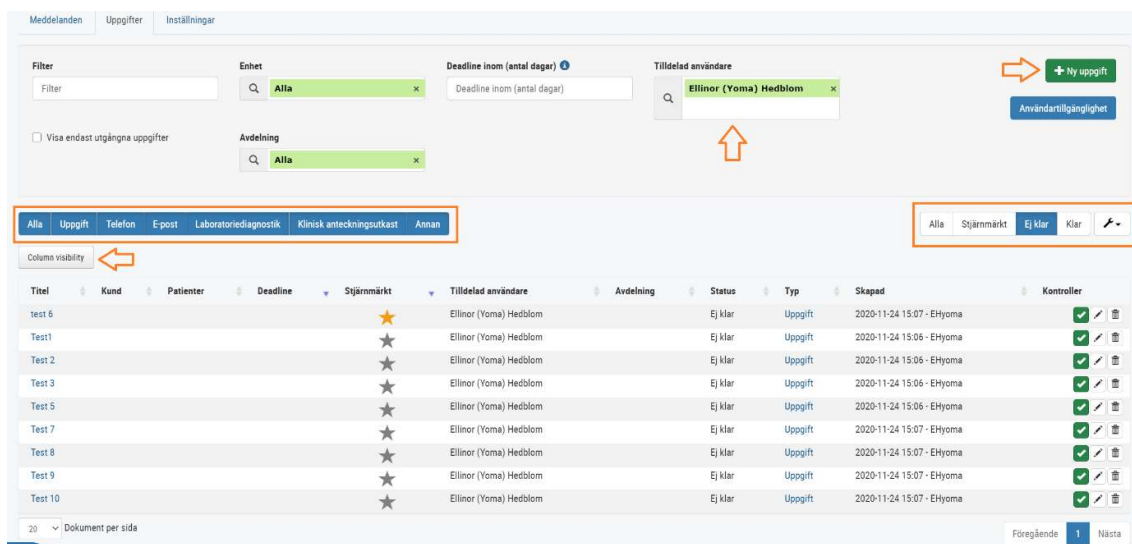 Meddelanden Uppgifter Inställningar
Filter Enhet Deadline inom (antal dagar) Tilldelad användare
Filter Alla × Deadline inom (antal dagar) Ellinor (Yoma) Hedblom × Ny uppgift
Användartillgänglighet
Visa endast utgångna uppgifter Avdelning
Alla ×
Alla Uppgift Telefon E-post Laboratoriediagnostik Klinisk anteckningsutkast Annan Alla Stjärnmärkt Ej klar Klar
Column visibility
Titel Kund Patienter Deadline Stjärnmärkt Tilldelad användare Avdelning Status Typ Skapad Kontroller
test 6 Ellinor (Yoma) Hedblom Ej klar Uppgift 2020-11-24 15:07 - EHyoma
Test1 Ellinor (Yoma) Hedblom Ej klar Uppgift 2020-11-24 15:06 - EHyoma
Test 2 Ellinor (Yoma) Hedblom Ej klar Uppgift 2020-11-24 15:06 - EHyoma
Test 3 Ellinor (Yoma) Hedblom Ej klar Uppgift 2020-11-24 15:06 - EHyoma
Test 5 Ellinor (Yoma) Hedblom Ej klar Uppgift 2020-11-24 15:06 - EHyoma
Test 7 Ellinor (Yoma) Hedblom Ej klar Uppgift 2020-11-24 15:07 - EHyoma
Test 8 Ellinor (Yoma) Hedblom Ej klar Uppgift 2020-11-24 15:07 - EHyoma
Test 9 Ellinor (Yoma) Hedblom Ej klar Uppgift 2020-11-24 15:07 - EHyoma
Test 10 Ellinor (Yoma) Hedblom Ej klar Uppgift 2020-11-24 15:07 - EHyoma
20 Dokument per sida Föregående 1 Nästa